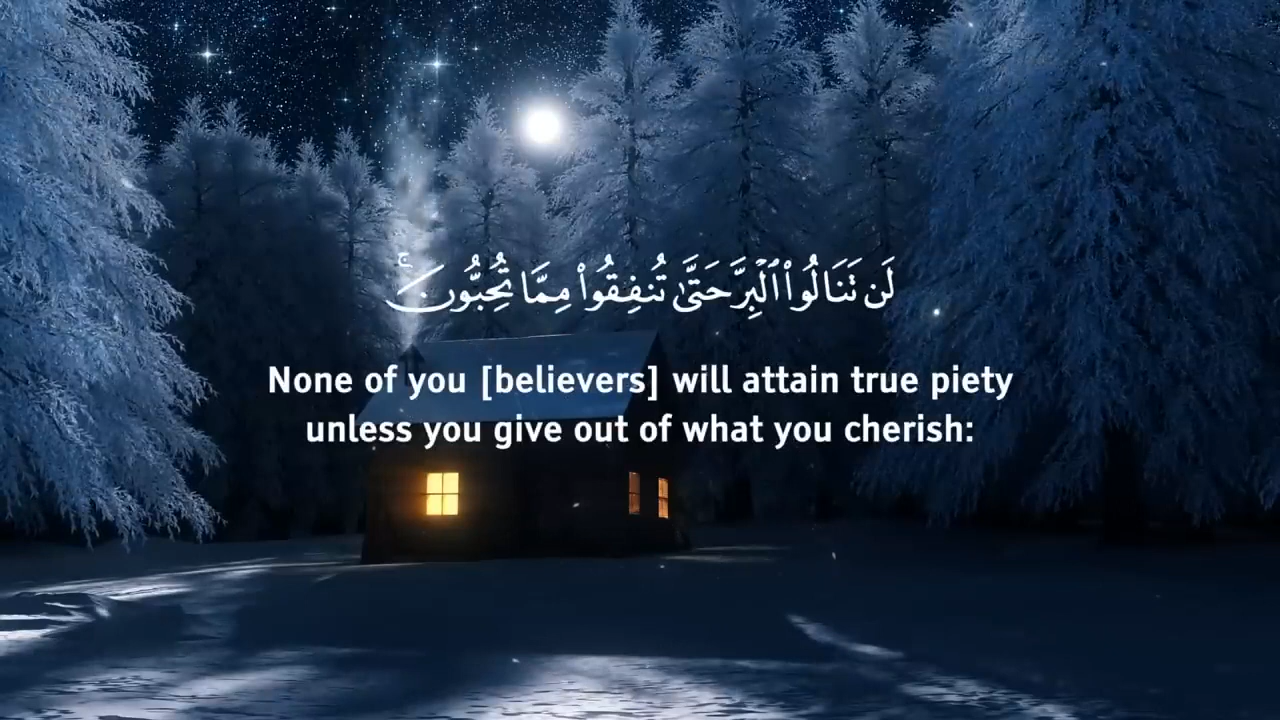 لَن تَنَالُوا۟ ٱلْبِرَّ حَتَّىٰ تُنفِقُوا۟ مِمَّا تُحِبُّونَ ۚ
None of you [believers] will attain true piety
unless you give out of what you cherish: